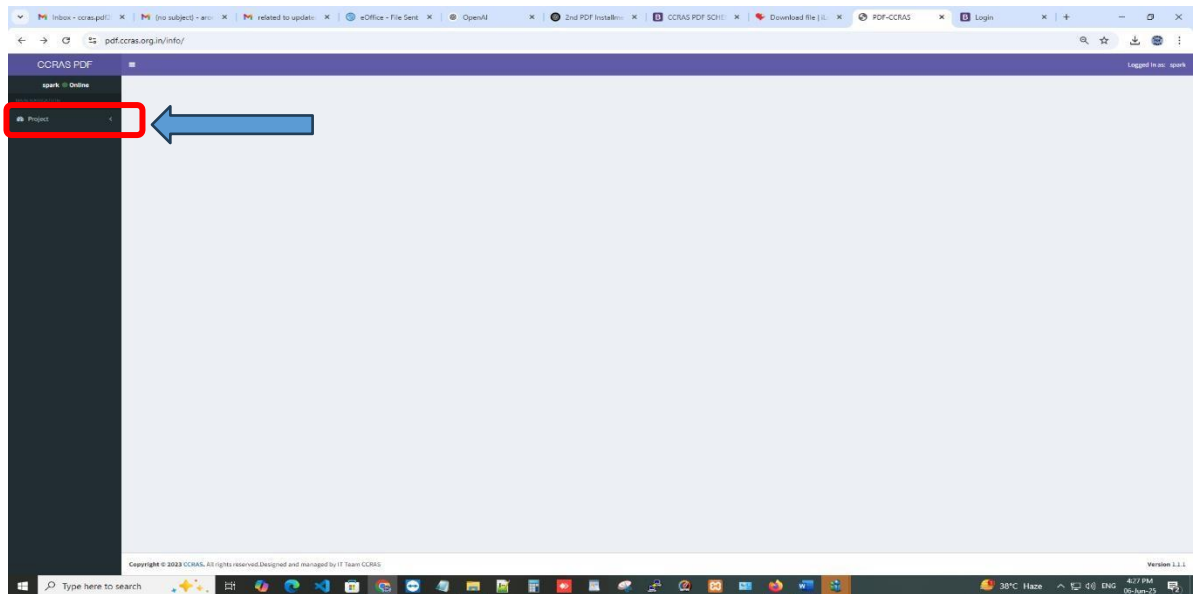 Inbox - ccras.pdf
(no subject) - ars
related to update
eOffice - File Sent
OpenAI
2nd PDF Installme
CCRAS PDF SCHE
Download file | iL
PDF-CCRAS
Login
pdf.ccras.org.in/info/
CCRAS PDF
Logged In as: spark
spark Online
Project
Copyright © 2023 CCRAS. All rights reserved.Designed and managed by IT Team CCRAS
Version 1.1.1
Type here to search
38°C Haze
ENG
4:27 PM
06-Jun-25